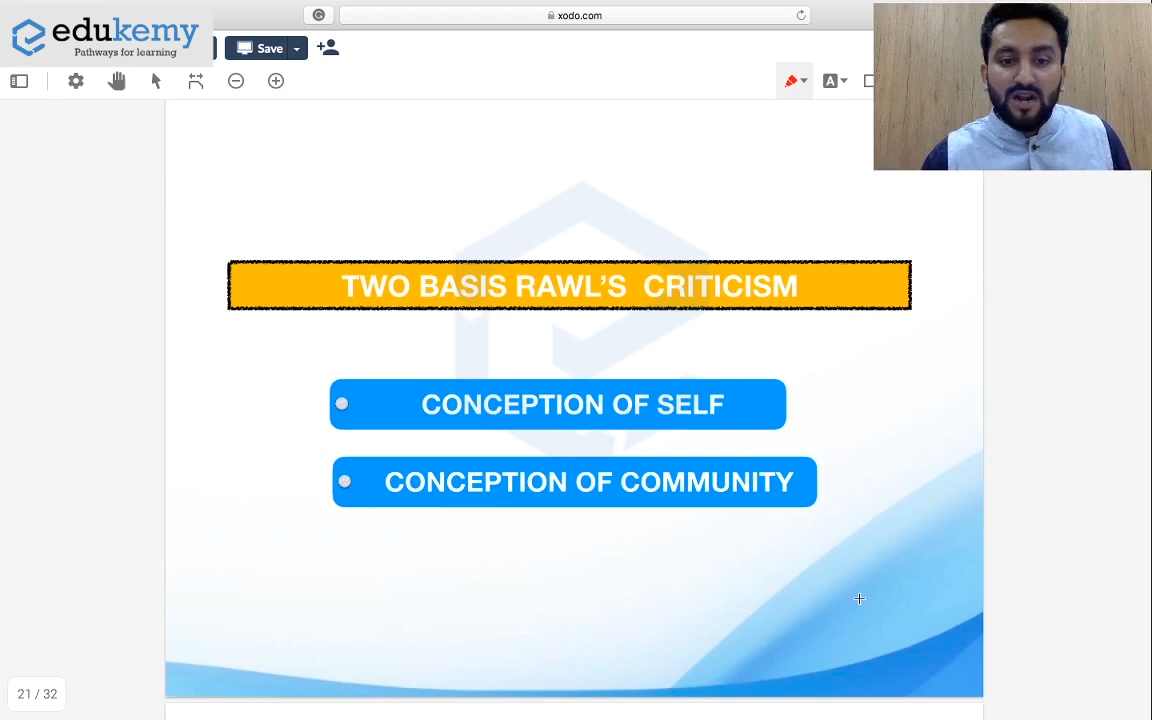 edukemy
Pathways for learning
xodo.com
Save
A
TWO BASIS RAWL'S CRITICISM
CONCEPTION OF SELF
CONCEPTION OF COMMUNITY
21 / 32